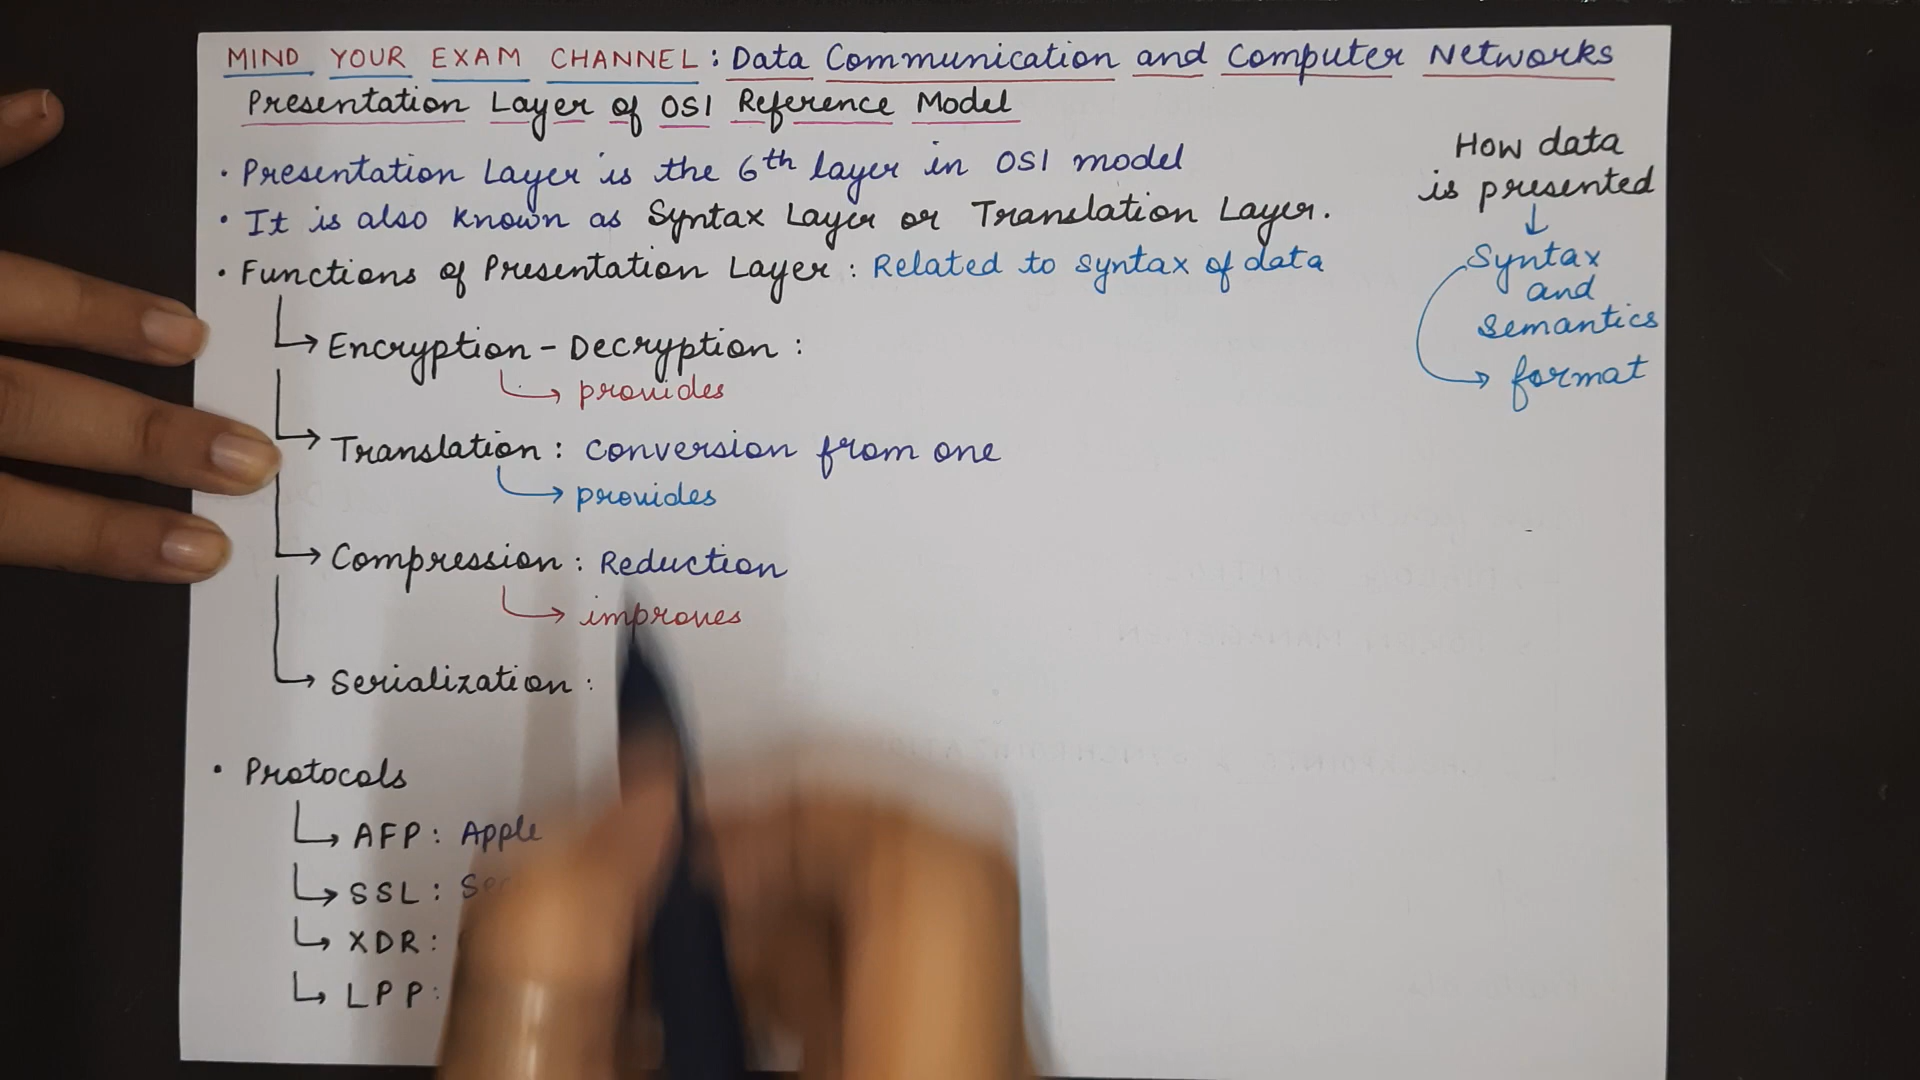 MIND YOUR EXAM CHANNEL: Data Communication and Computer Networks
Presentation Layer of OSI Reference Model
• Presentation Layer is the 6th layer in OSI model
• It is also known as Syntax Layer or Translation Layer.
• Functions of Presentation Layer: Related to syntax of data
→ Encryption - Decryption:
→ provides
→ Translation: conversion from one
→ provides
→ Compression: Reduction
→ improves
→ Serialization:
• Protocols
→ AFP: Apple
→ SSL:
→ XDR:
→ LPP:
How data
is presented
↓
Syntax
and
semantics
→ format